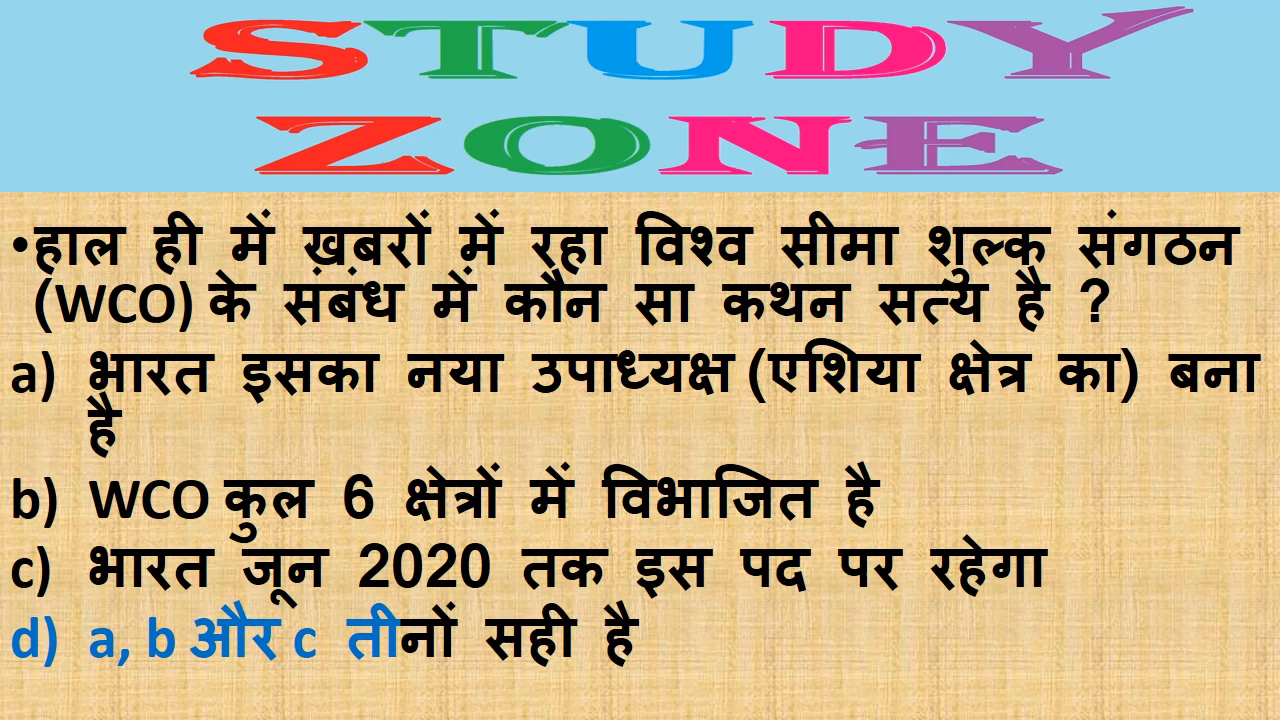 STUDY
ZONE
•हाल ही में ख़बरों में रहा विश्व सीमा शुल्क संगठन
(WCO) के संबंध में कौन सा कथन सत्य है ?
a) भारत इसका नया उपाध्यक्ष (एशिया क्षेत्र का) बना
है
b) WCO कुल 6 क्षेत्रों में विभाजित है
c) भारत जून 2020 तक इस पद पर रहेगा
d) a, b और c तीनों सही है